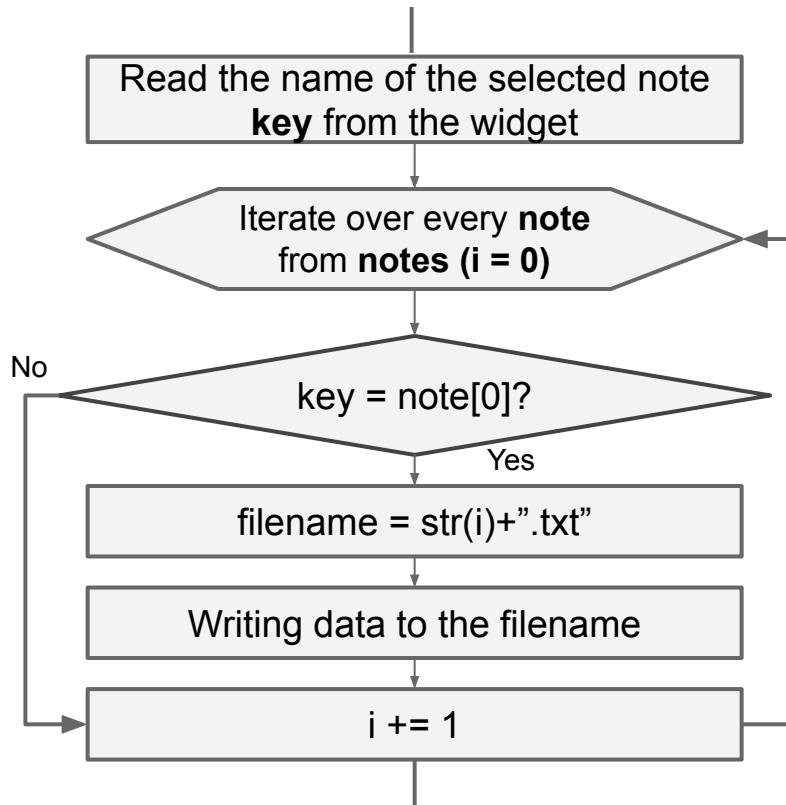 Read the name of the selected note
key from the widget
Iterate over every note
from notes (i = 0)
No
key = note[0]?
Yes
filename = str(i)+”.txt”
Writing data to the filename
i += 1